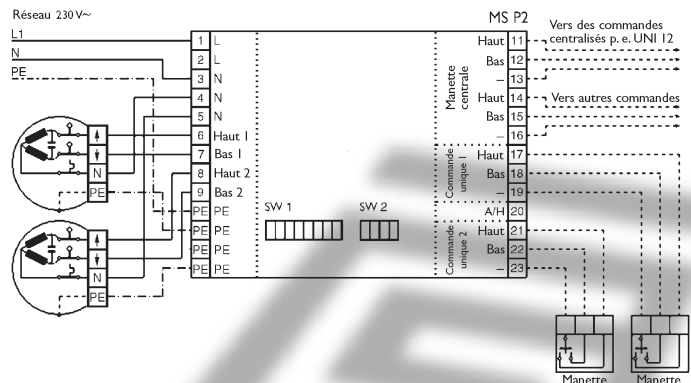 Réseau 230 V~
MS P2
L1
N
PE
1 L
2 L
3 N
4 N
5 N
6 Haut 1
7 Bas 1
8 Haut 2
9 Bas 2
PE PE
PE PE
PE PE
PE PE
N
PE
N
PE
SW 1
SW 2
Manette
centrale
Commande
unique 1
Commande
unique 2
Haut 11
Bas 12
– 13
Haut 14
Bas 15
– 16
Haut 17
Bas 18
– 19
A/H 20
Haut 21
Bas 22
– 23
Vers des commandes
centralisés p. e. UNI 12
Vers autres commandes
Manette
Manette